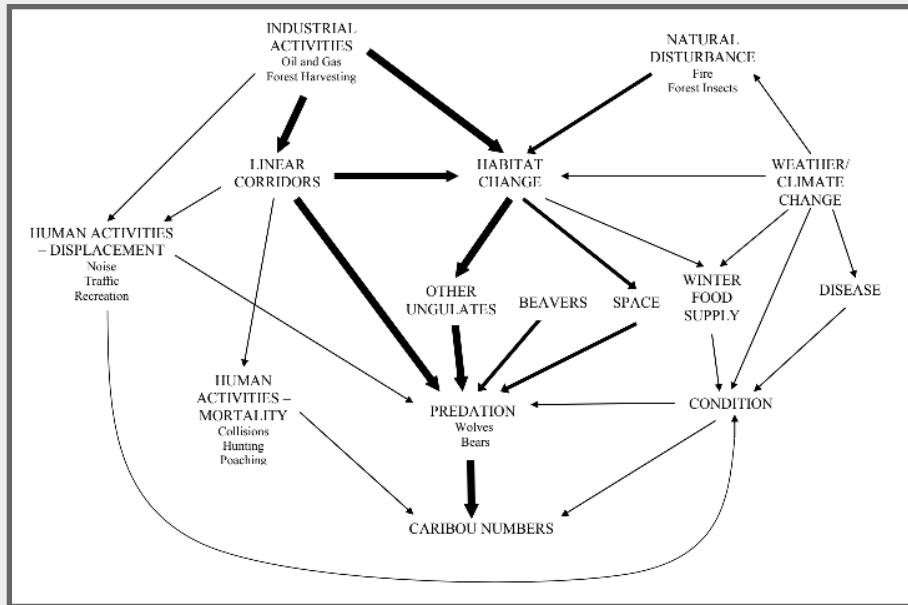 INDUSTRIAL
ACTIVITIES
Oil and Gas
Forest Harvesting
NATURAL
DISTURBANCE
Fire
Forest Insects
LINEAR
CORRIDORS
HABITAT
CHANGE
WEATHER/
CLIMATE
CHANGE
HUMAN ACTIVITIES
– DISPLACEMENT
Noise
Traffic
Recreation
OTHER
UNGULATES
BEAVERS
SPACE
WINTER
FOOD
SUPPLY
DISEASE
HUMAN
ACTIVITIES –
MORTALITY
Collisions
Hunting
Poaching
PREDATION
Wolves
Bears
CONDITION
CARIBOU NUMBERS